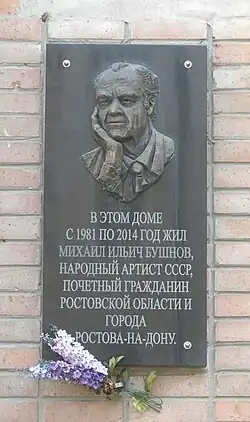 В ЭТОМ ДОМЕ
С 1981 ПО 2014 ГОД ЖИЛ
МИХАИЛ ИЛЬИЧ БУШНОВ,
НАРОДНЫЙ АРТИСТ СССР,
ПОЧЕТНЫЙ ГРАЖДАНИН
РОСТОВСКОЙ ОБЛАСТИ И
ГОРОДА
РОСТОВА-НА-ДОНУ.